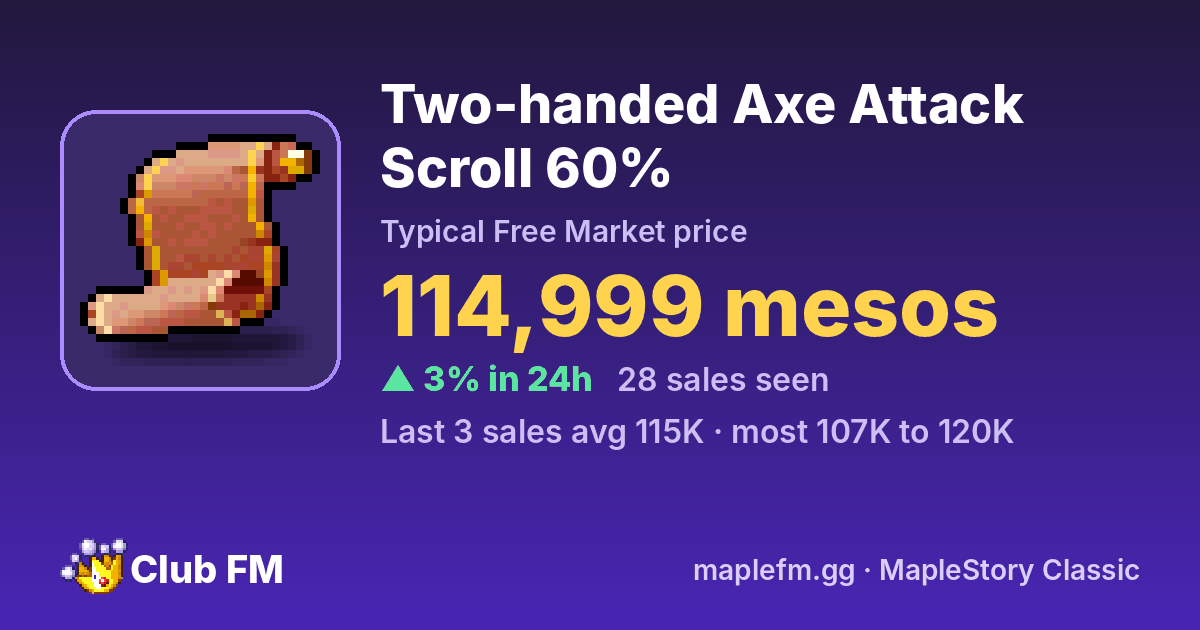 Two-handed Axe Attack
Scroll 60%
Typical Free Market price
114,999 mesos
▲ 3% in 24h 28 sales seen
Last 3 sales avg 115K · most 107K to 120K
Club FM
maplefm.gg · MapleStory Classic